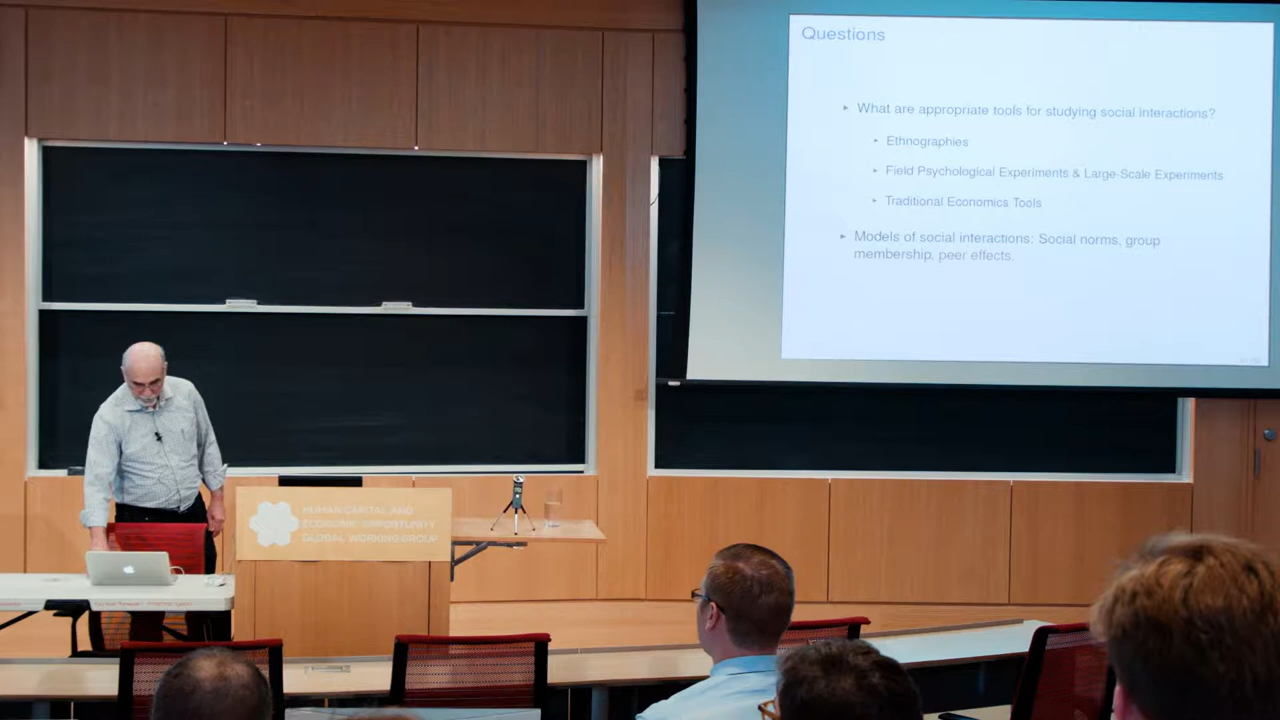 Questions
What are appropriate tools for studying social interactions?
Ethnographies
Field Psychological Experiments & Large-Scale Experiments
Traditional Economics Tools
Models of social interactions: Social norms, group
membership, peer effects.
HUMAN CAPITAL AND
ECONOMIC OPPORTUNITY
GLOBAL WORKING GROUP